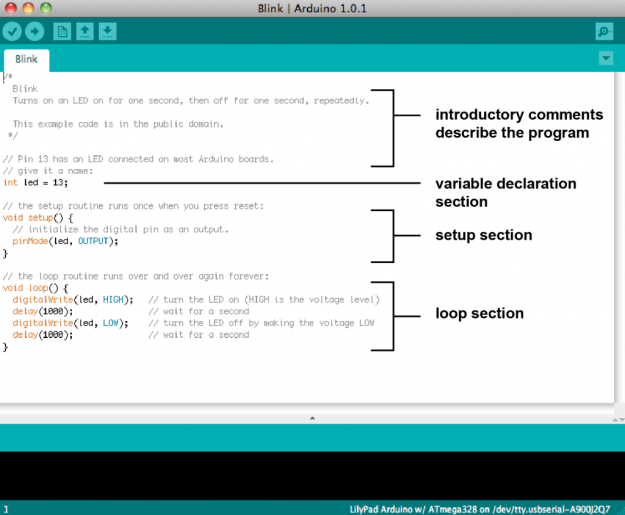 Blink | Arduino 1.0.1
Blink
/*
  Blink
  Turns on an LED on for one second, then off for one second, repeatedly.

  This example code is in the public domain.
 */

// Pin 13 has an LED connected on most Arduino boards.
// give it a name:
int led = 13;

// the setup routine runs once when you press reset:
void setup() {
  // initialize the digital pin as an output.
  pinMode(led, OUTPUT);
}

// the loop routine runs over and over again forever:
void loop() {
  digitalWrite(led, HIGH);   // turn the LED on (HIGH is the voltage level)
  delay(1000);               // wait for a second
  digitalWrite(led, LOW);    // turn the LED off by making the voltage LOW
  delay(1000);               // wait for a second
}
introductory comments
describe the program
variable declaration
section
setup section
loop section
1
LilyPad Arduino w/ ATmega328 on /dev/tty.usbserial-A900J2Q7